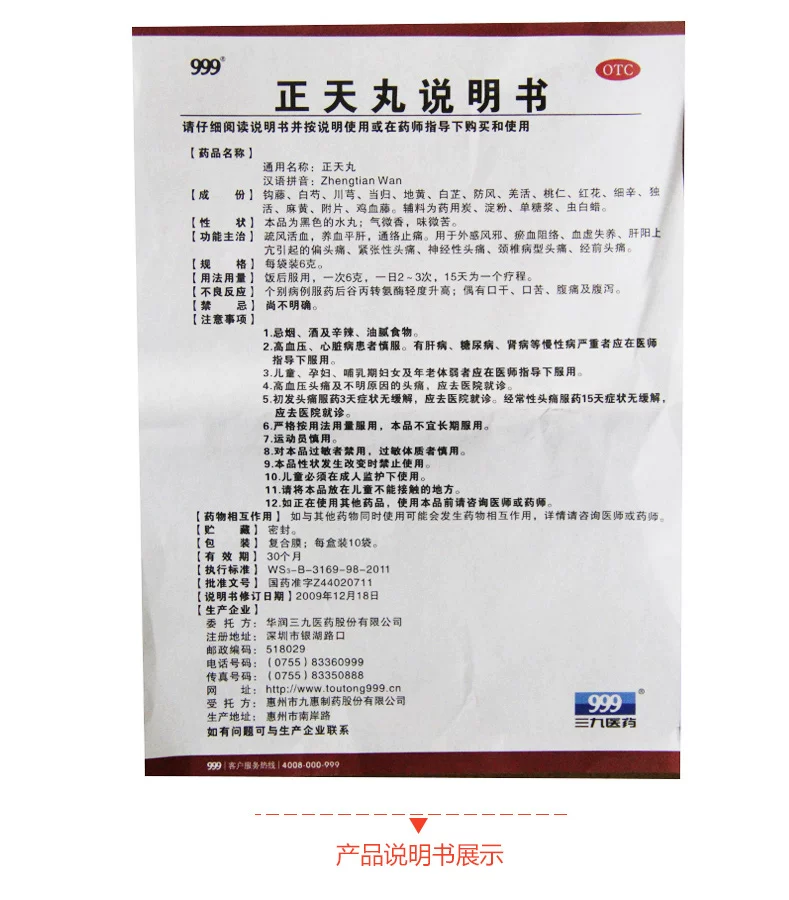 999®
OTC
正天丸说明书
请仔细阅读说明书并按说明使用或在药师指导下购买和使用
【药品名称】
通用名称：正天丸
汉语拼音：Zhengtian Wan
【成　　份】钩藤、白芍、川芎、当归、地黄、白芷、防风、羌活、桃仁、红花、细辛、独
活、麻黄、附片、鸡血藤。辅料为药用炭、淀粉、单糖浆、虫白蜡。
【性　　状】本品为黑色的水丸；气微香，味微苦。
【功能主治】疏风活血，养血平肝，通络止痛。用于外感风邪、瘀血阻络、血虚失养、肝阳上
亢引起的偏头痛、紧张性头痛、神经性头痛、颈椎病型头痛、经前头痛。
【规　　格】每袋装6克。
【用法用量】饭后服用，一次6克，一日2~3次，15天为一个疗程。
【不良反应】个别病例服药后谷丙转氨酶轻度升高；偶有口干、口苦、腹痛及腹泻。
【禁　　忌】尚不明确。
【注意事项】
1.忌烟、酒及辛辣、油腻食物。
2.高血压、心脏病患者慎服。有肝病、糖尿病、肾病等慢性病严重者应在医师
指导下服用。
3.儿童、孕妇、哺乳期妇女及年老体弱者应在医师指导下服用。
4.高血压头痛及不明原因的头痛，应去医院就诊。
5.初发头痛服药3天症状无缓解，应去医院就诊。经常性头痛服药15天症状无缓解，
应去医院就诊。
6.严格按用法用量服用，本品不宜长期服用。
7.运动员慎用。
8.对本品过敏者禁用，过敏体质者慎用。
9.本品性状发生改变时禁止使用。
10.儿童必须在成人监护下使用。
11.请将本品放在儿童不能接触的地方。
12.如正在使用其他药品，使用本品前请咨询医师或药师。
【药物相互作用】如与其他药物同时使用可能会发生药物相互作用，详情请咨询医师或药师。
【贮　　藏】密封。
【包　　装】复合膜；每盒装10袋。
【有 效 期】30个月
【执行标准】WS₃-B-3169-98-2011
【批准文号】国药准字Z44020711
【说明书修订日期】2009年12月18日
【生产企业】
委 托 方：华润三九医药股份有限公司
注册地址：深圳市银湖路口
邮政编码：518029
电话号码：(0755) 83360999
传真号码：(0755) 83350888
网　　址：http://www.toutong999.cn
受 托 方：惠州市九惠制药股份有限公司
生产地址：惠州市南岸路
如有问题可与生产企业联系
999®
三九医药
999 | 客户服务热线 | 4008-000-999
产品说明书展示